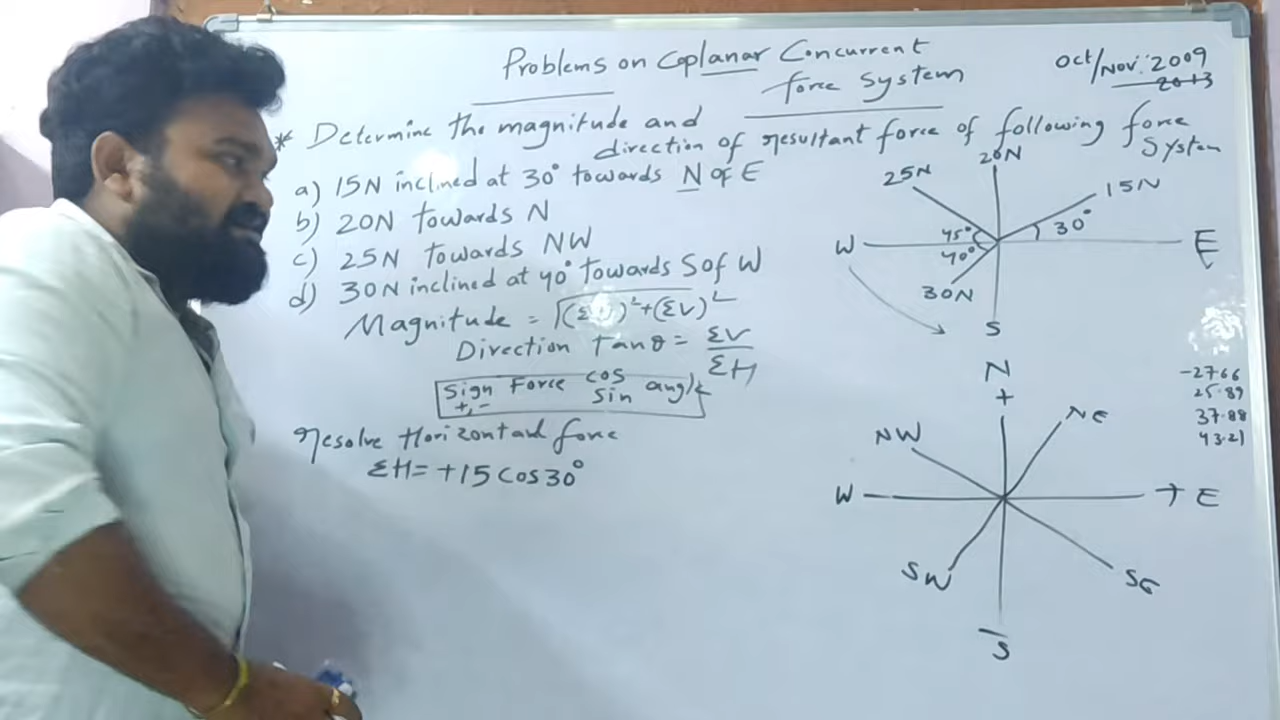 Problems on Coplanar Concurrent
force System
Oct/Nov. 2009
2013
* Determine the magnitude and
direction of resultant force of following force
System
a) 15N inclined at 30° towards N of E
b) 20N towards N
c) 25N towards NW
d) 30N inclined at 40° towards S of W
Magnitude = √(ΣH)²+(ΣV)²
Direction Tanθ = ΣV/ΣH
Sign Force cos angle
+,- sin
resolve Horizontal force
ΣH= +15 Cos30°
20N
25N
15N
45°
30°
W
E
40°
30N
S
N
+
NW
NE
W
+ E
SW
SE
-
S
-27.66
25.89
37.88
43.21